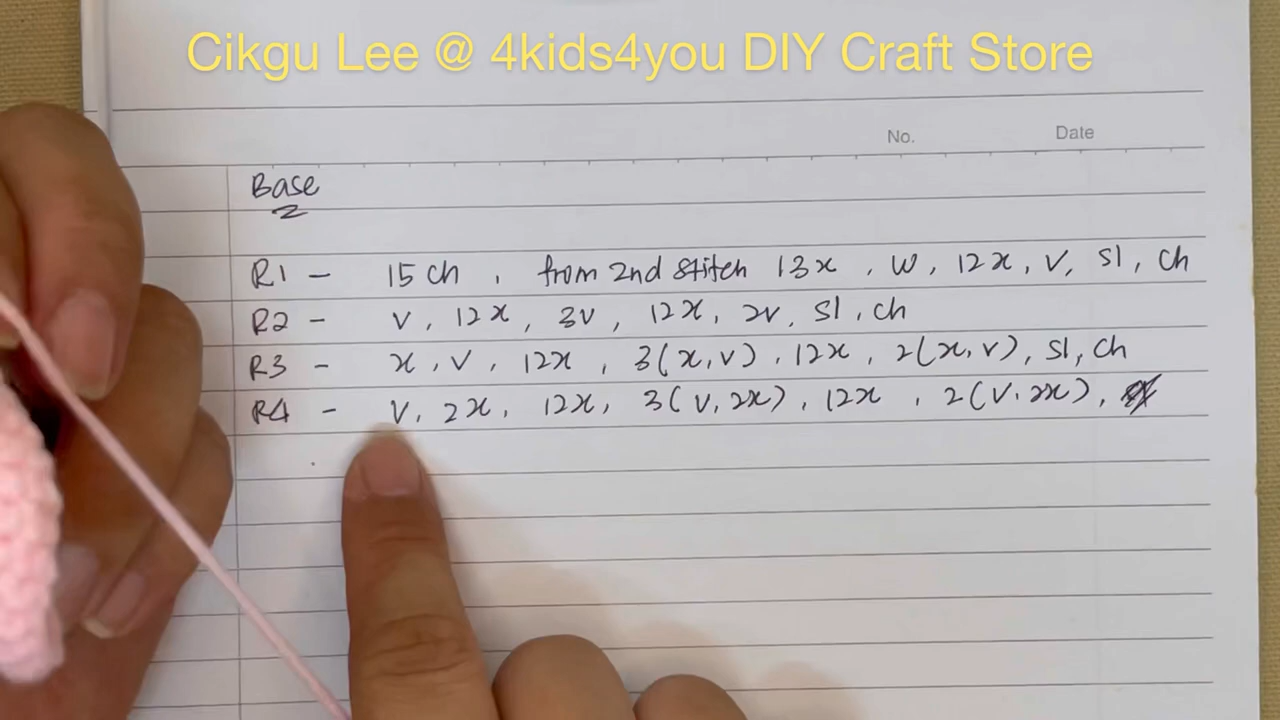 Cikgu Lee @ 4kids4you DIY Craft Store
No. Date
Base
R1 - 15 ch, from 2nd stitch 13x, W, 12x, V, Sl, Ch
R2 - V, 12x, 3V, 12x, 2V, Sl, ch
R3 - x, V, 12x, 3(x, v), 12x, 2(x, v), Sl, Ch
R4 - V, 2x, 12x, 3(V, 2x), 12x, 2(V, 2x),